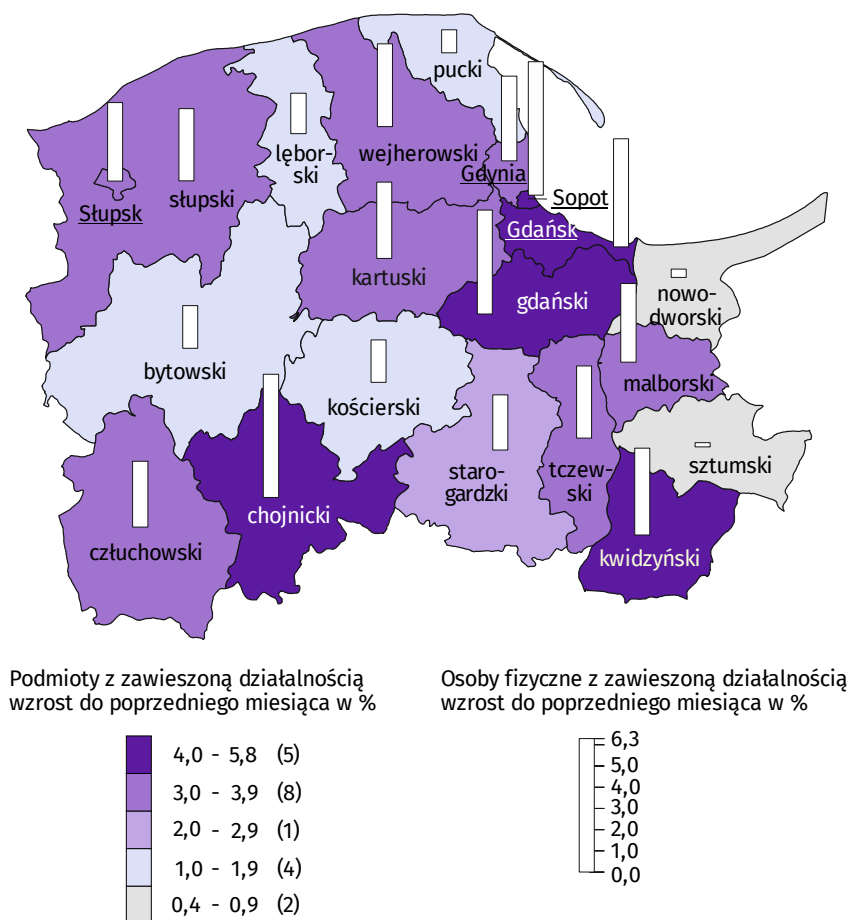 pucki
lębor-
ski
wejherowski
Gdynia
Słupsk
słupski
Sopot
Gdańsk
kartuski
gdański
nowo-
dworski
bytowski
kościerski
malborski
staro-
gardzki
tczew-
ski
sztumski
chojnicki
człuchowski
kwidzyński
Podmioty z zawieszoną działalnością
wzrost do poprzedniego miesiąca w %
4,0 - 5,8 (5)
3,0 - 3,9 (8)
2,0 - 2,9 (1)
1,0 - 1,9 (4)
0,4 - 0,9 (2)
Osoby fizyczne z zawieszoną działalnością
wzrost do poprzedniego miesiąca w %
6,3
5,0
4,0
3,0
2,0
1,0
0,0